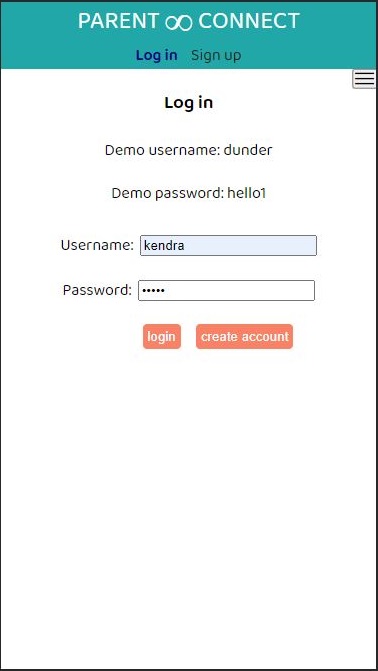 PARENT ∞ CONNECT
Log in Sign up
Log in
Demo username: dunder
Demo password: hello1
Username: kendra
Password: •••••
login create account